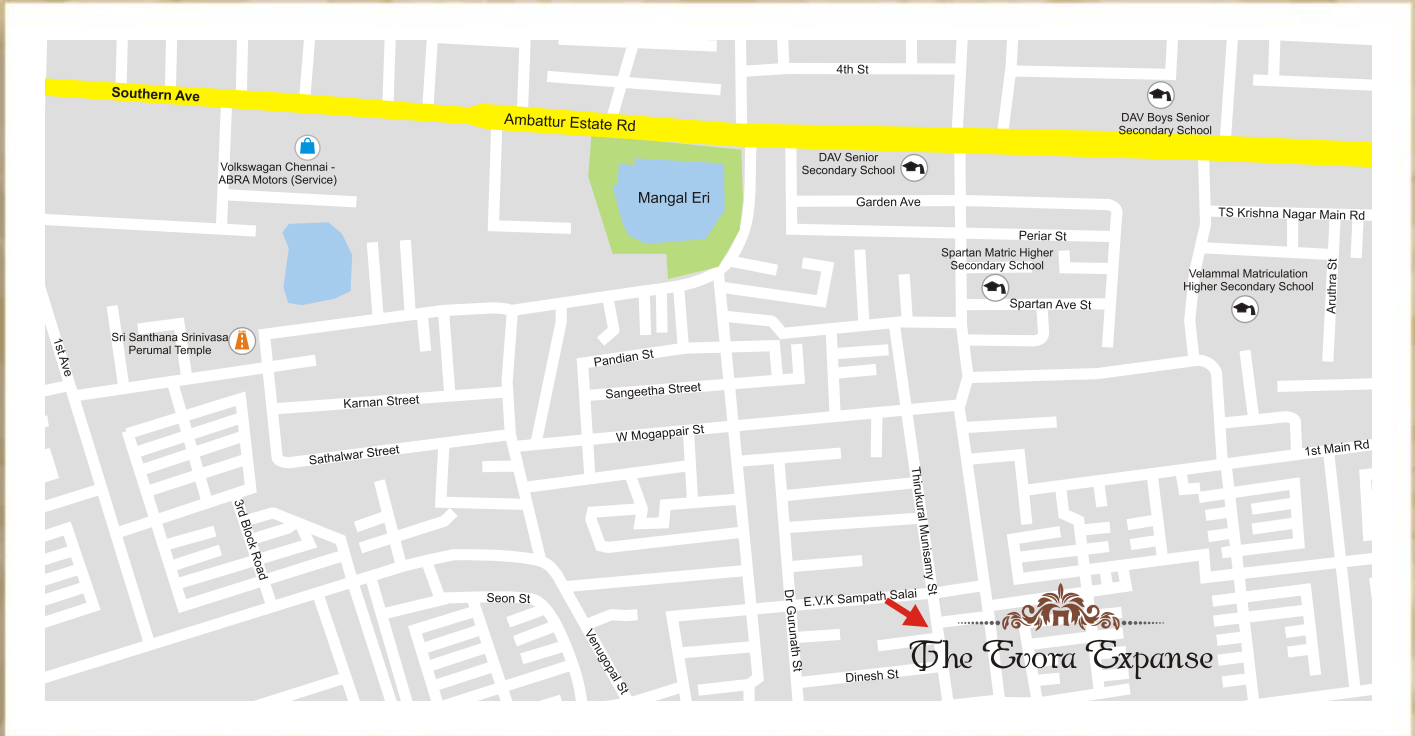 4th St
Southern Ave
Ambattur Estate Rd
DAV Boys Senior
Secondary School
Volkswagan Chennai -
ABRA Motors (Service)
DAV Senior
Secondary School
Mangal Eri
Garden Ave
TS Krishna Nagar Main Rd
Periar St
Spartan Matric Higher
Secondary School
Velammal Matriculation
Higher Secondary School
Aruthra St
Spartan Ave St
Sri Santhana Srinivasa
Perumal Temple
1st Ave
Pandian St
Sangeetha Street
Karnan Street
W Mogappair St
Sathalwar Street
1st Main Rd
3rd Block Road
Thirukural Munisamy St
Seon St
E.V.K Sampath Salai
Dr Gurunath St
Venugopal St
The Evora Expanse
Dinesh St